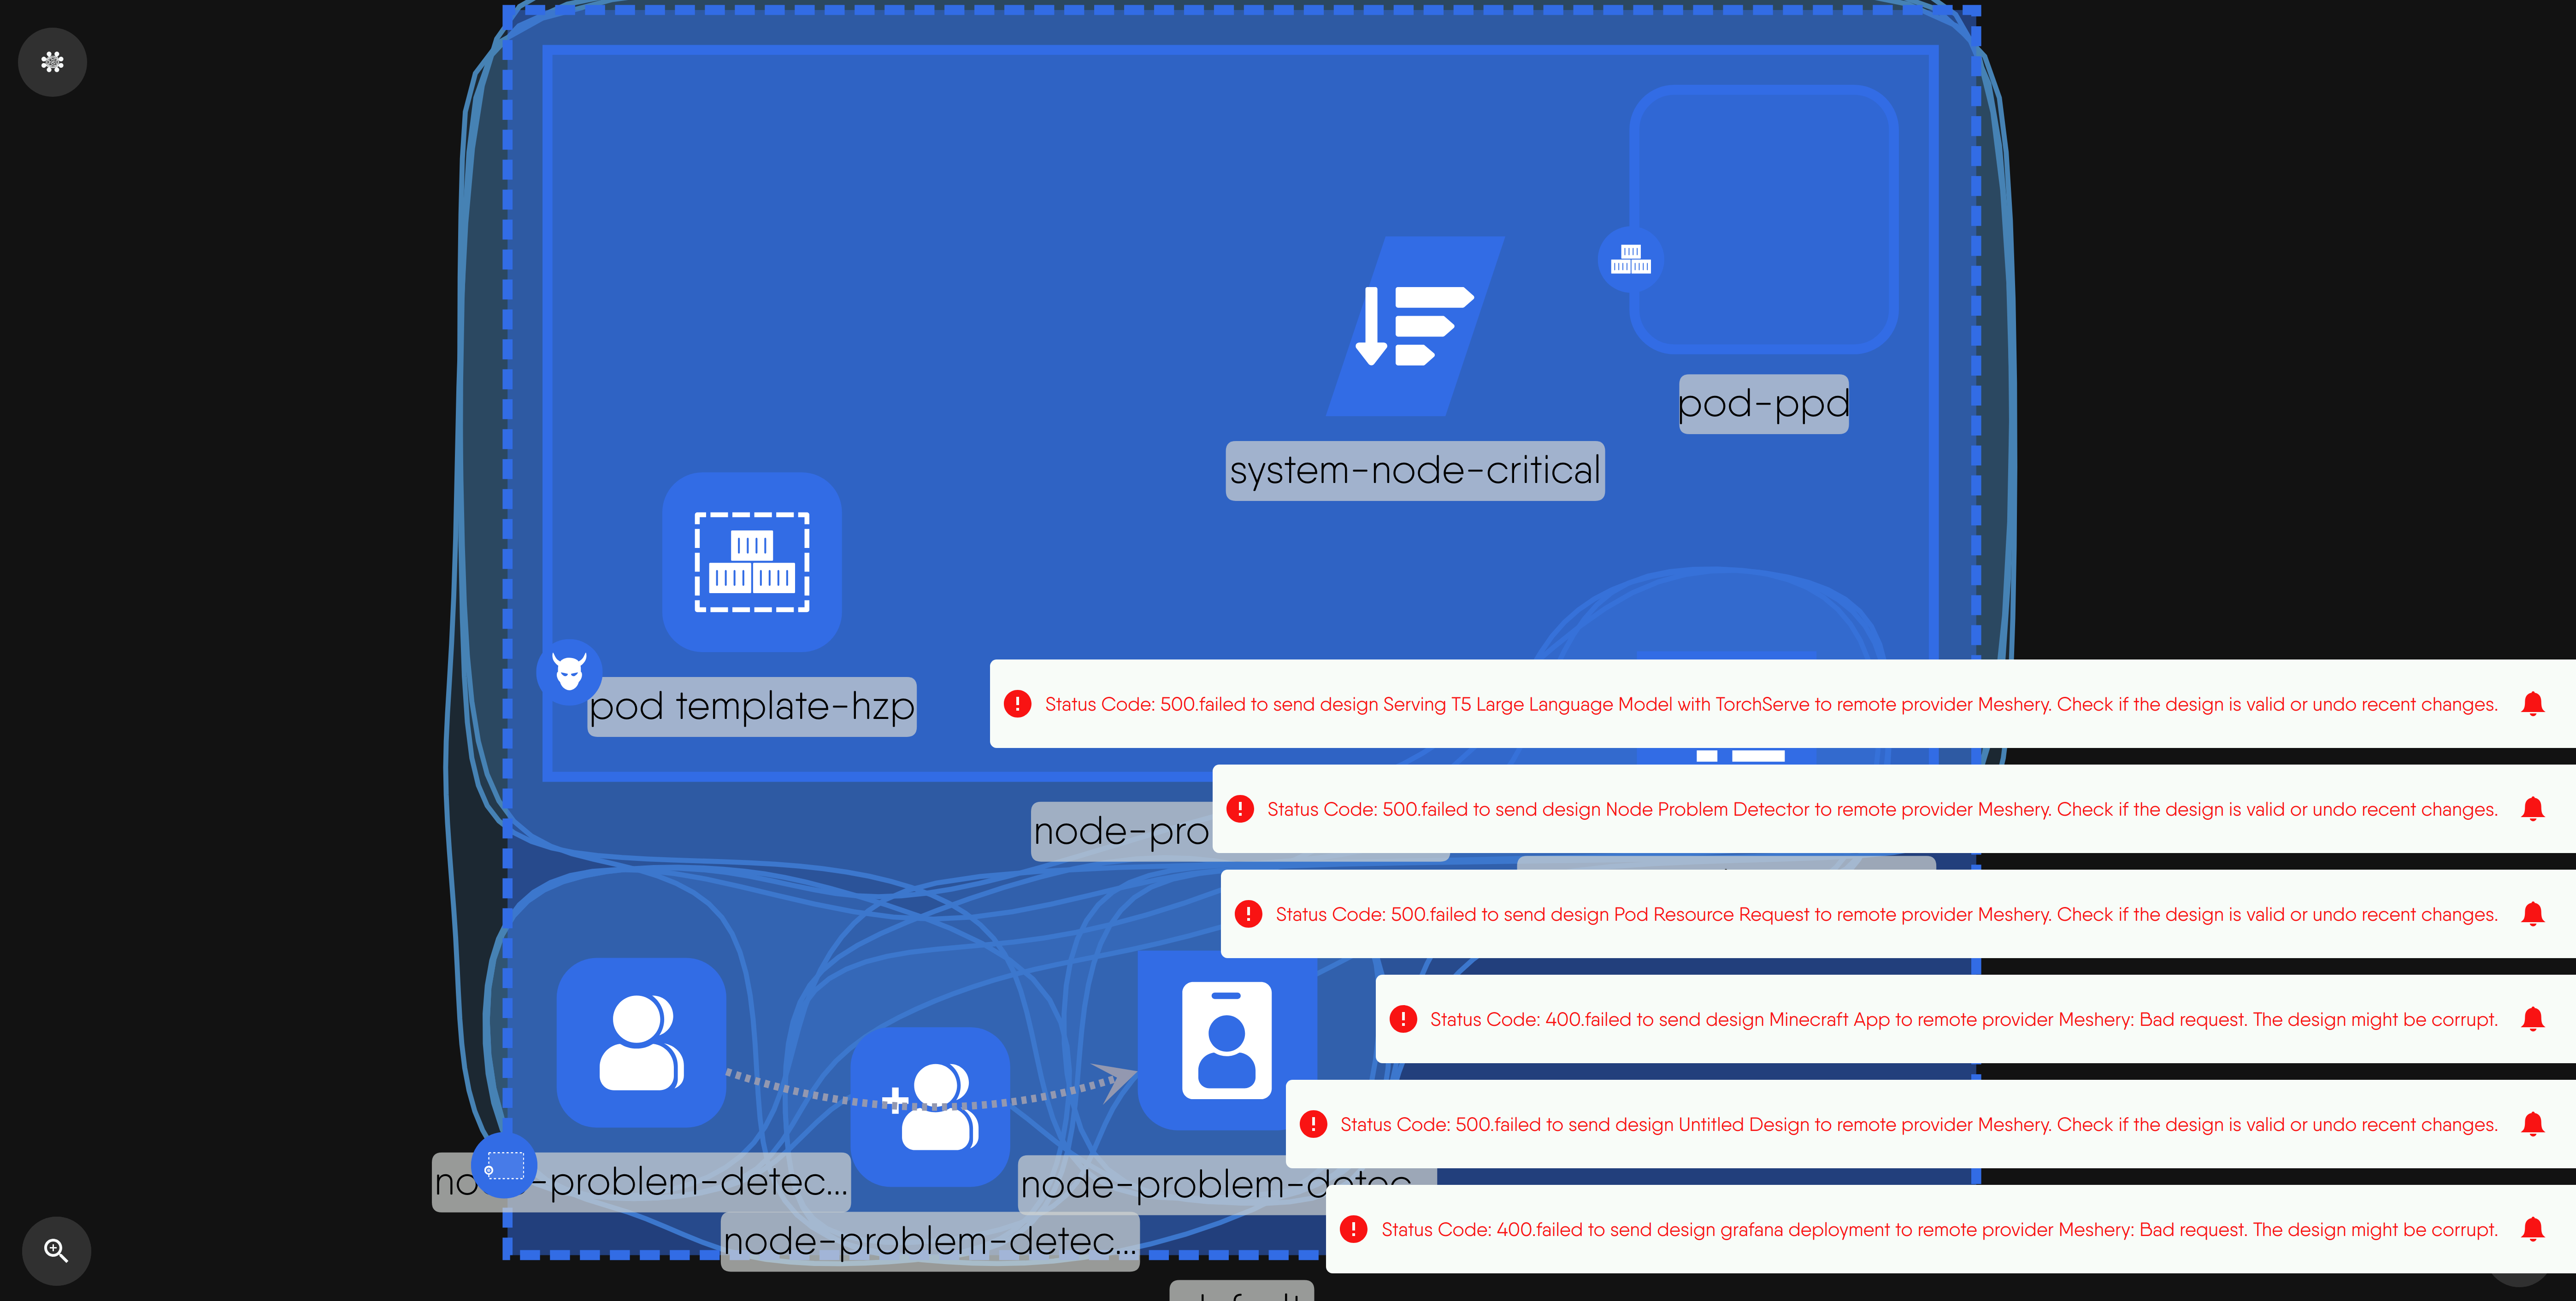 pod-ppd
system-node-critical
pod template-hzp
Status Code: 500.failed to send design Serving T5 Large Language Model with TorchServe to remote provider Meshery. Check if the design is valid or undo recent changes.
node-pro
Status Code: 500.failed to send design Node Problem Detector to remote provider Meshery. Check if the design is valid or undo recent changes.
Status Code: 500.failed to send design Pod Resource Request to remote provider Meshery. Check if the design is valid or undo recent changes.
Status Code: 400.failed to send design Minecraft App to remote provider Meshery: Bad request. The design might be corrupt.
Status Code: 500.failed to send design Untitled Design to remote provider Meshery. Check if the design is valid or undo recent changes.
no -problem-detec...
node-problem-detec
node-problem-detec...
Status Code: 400.failed to send design grafana deployment to remote provider Meshery: Bad request. The design might be corrupt.